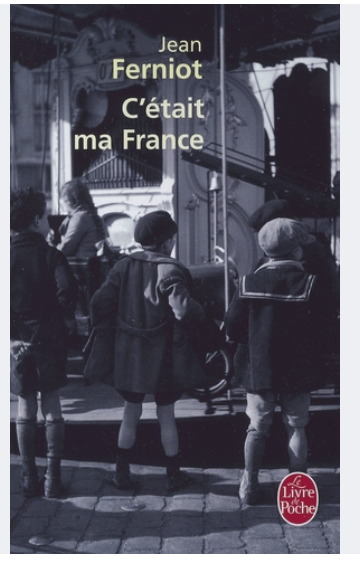 Jean
Ferniot
C'était
ma France
Le
Livre
de
Poche